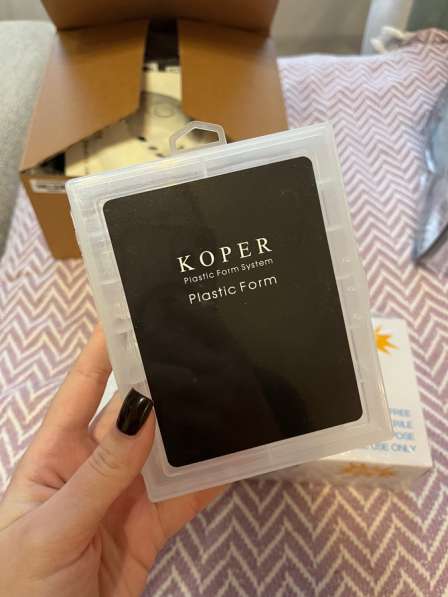 KOPER
Plastic Form System
Plastic Form
FREE
USE ONLY